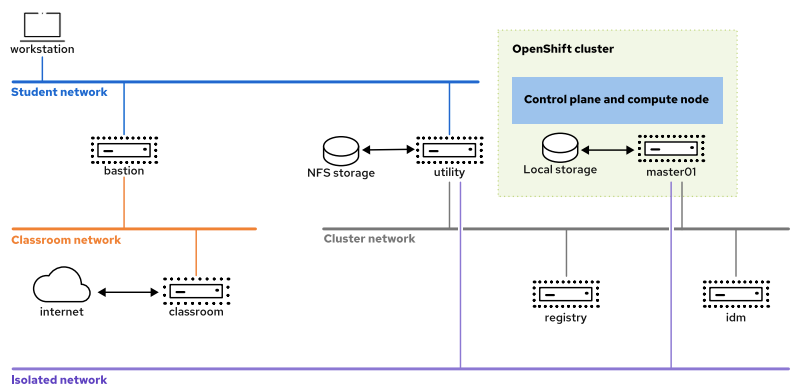 workstation
OpenShift cluster
Student network
Control plane and compute node
bastion
NFS storage
utility
Local storage
master01
Classroom network
Cluster network
internet
classroom
registry
idm
Isolated network